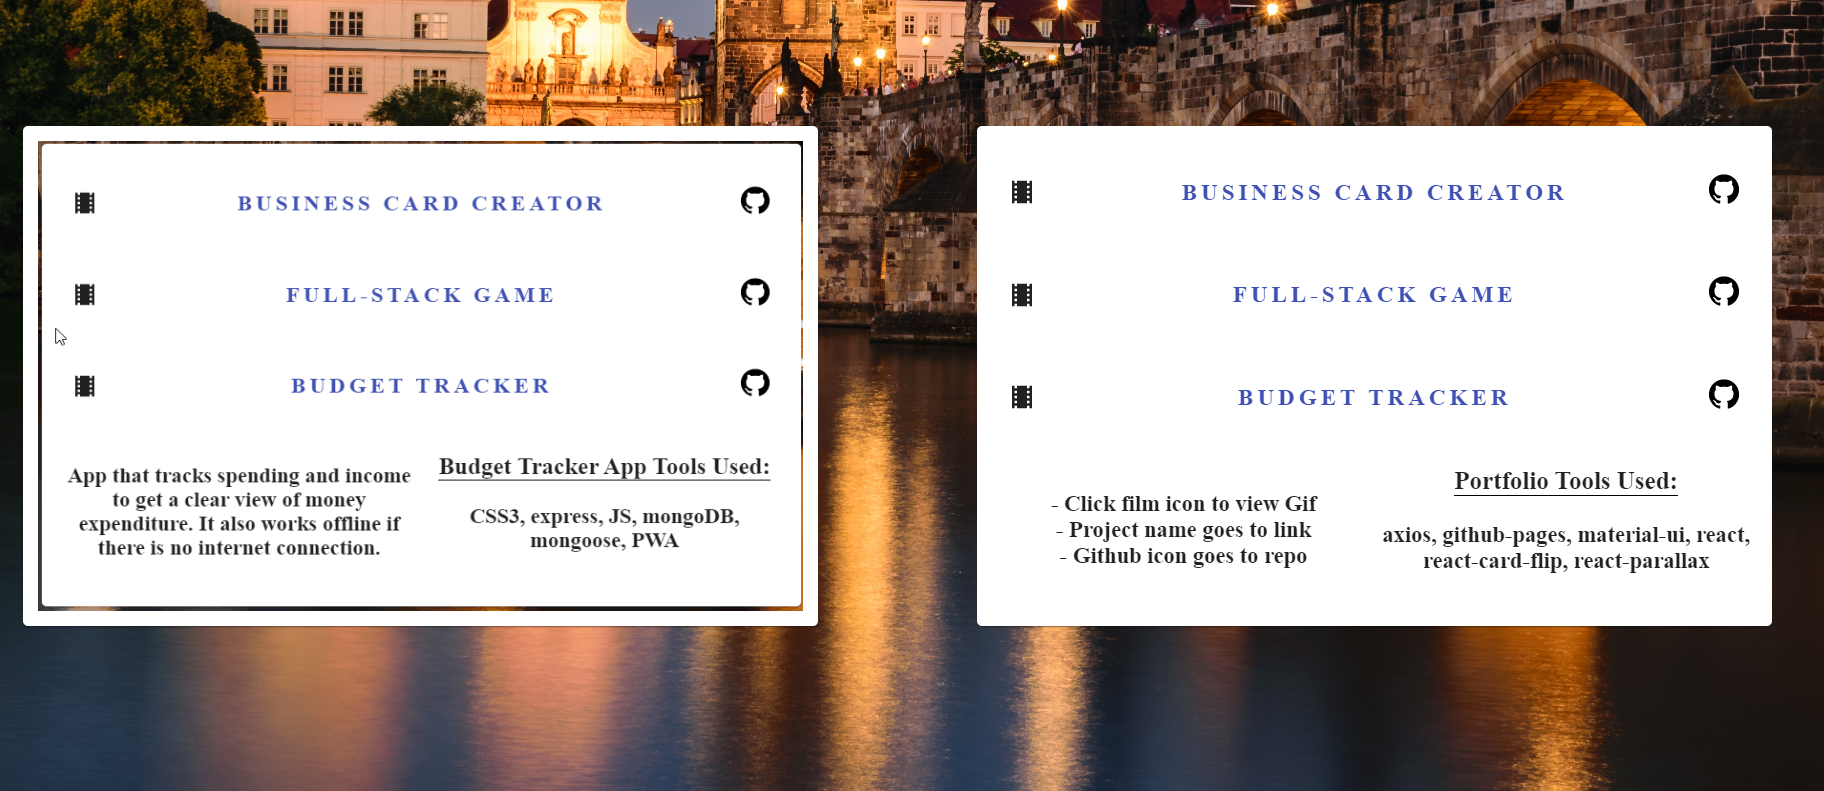 BUSINESS CARD CREATOR
FULL-STACK GAME
BUDGET TRACKER
App that tracks spending and income
to get a clear view of money
expenditure. It also works offline if
there is no internet connection.
Budget Tracker App Tools Used:
CSS3, express, JS, mongoDB,
mongoose, PWA
BUSINESS CARD CREATOR
FULL-STACK GAME
BUDGET TRACKER
- Click film icon to view Gif
- Project name goes to link
- Github icon goes to repo
Portfolio Tools Used:
axios, github-pages, material-ui, react,
react-card-flip, react-parallax